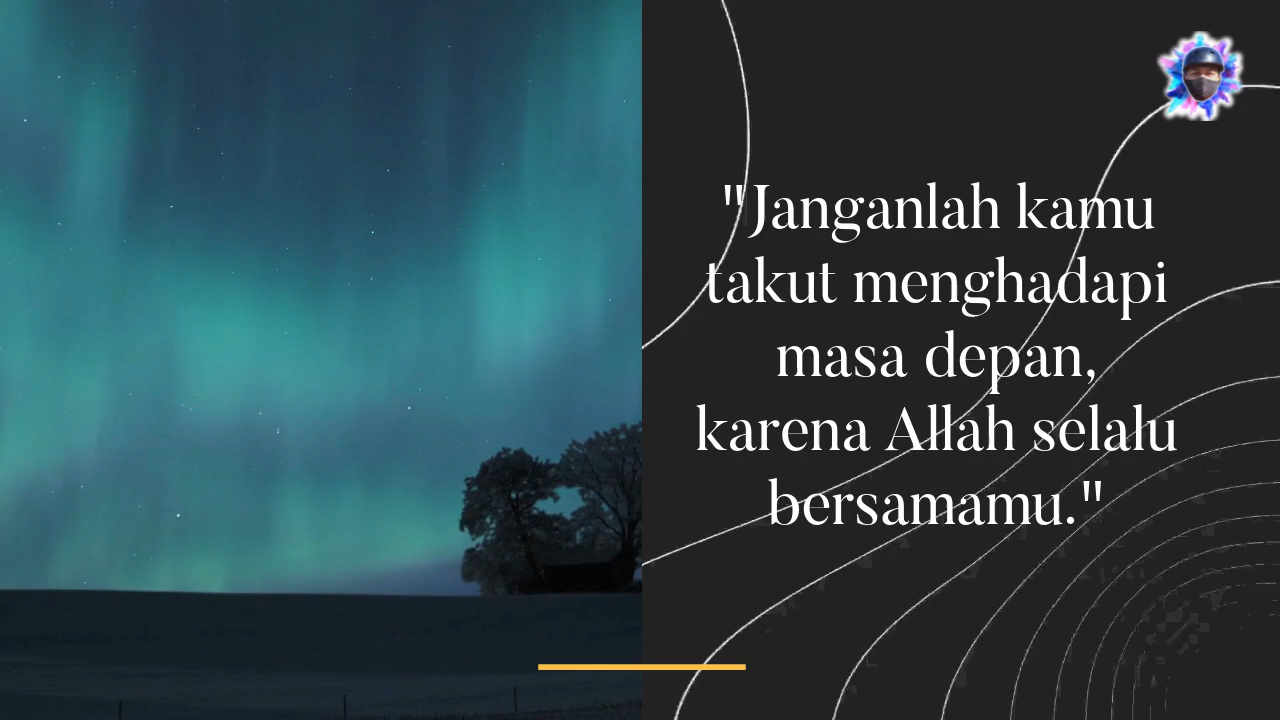 "Janganlah kamu
takut menghadapi
masa depan,
karena Allah selalu
bersamamu."